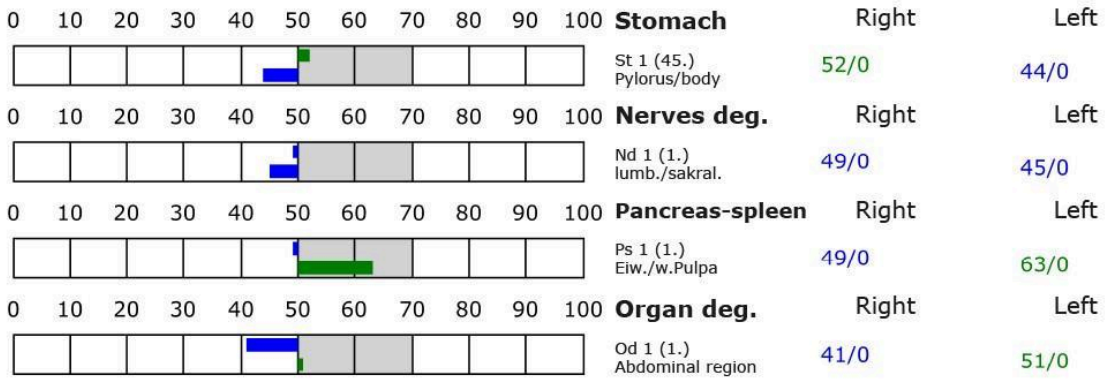 0 10 20 30 40 50 60 70 80 90 100 Stomach Right Left
St 1 (45.)
Pylorus/body
52/0 44/0
0 10 20 30 40 50 60 70 80 90 100 Nerves deg. Right Left
Nd 1 (1.)
lumb./sakral.
49/0 45/0
0 10 20 30 40 50 60 70 80 90 100 Pancreas-spleen Right Left
Ps 1 (1.)
Eiw./w.Pulpa
49/0 63/0
0 10 20 30 40 50 60 70 80 90 100 Organ deg. Right Left
Od 1 (1.)
Abdominal region
41/0 51/0